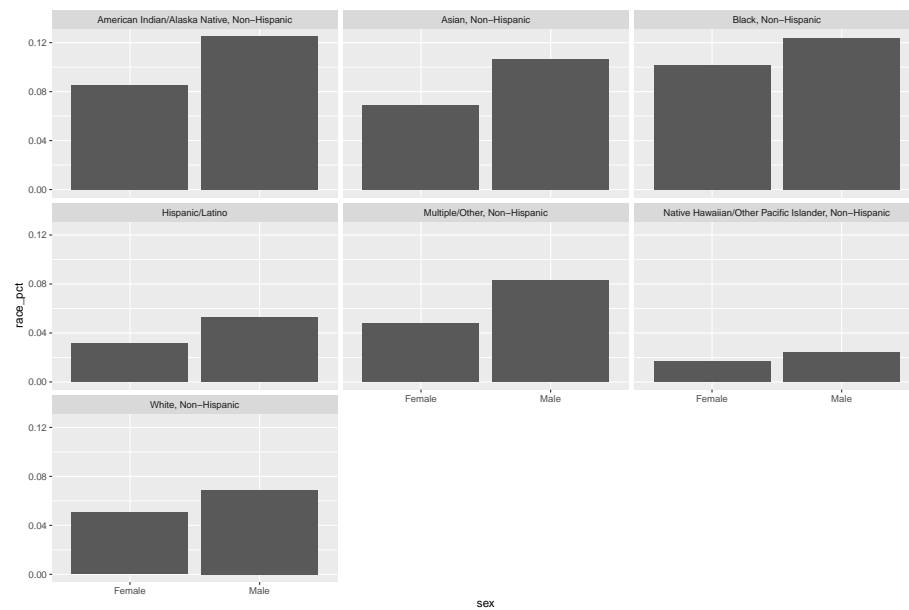 American Indian/Alaska Native, Non−Hispanic
Asian, Non−Hispanic
Black, Non−Hispanic
0.12
0.08
0.04
0.00
Hispanic/Latino
Multiple/Other, Non−Hispanic
Native Hawaiian/Other Pacific Islander, Non−Hispanic
race_pct
0.12
0.08
0.04
0.00
Female
Male
Female
Male
White, Non−Hispanic
0.12
0.08
0.04
0.00
Female
Male
sex